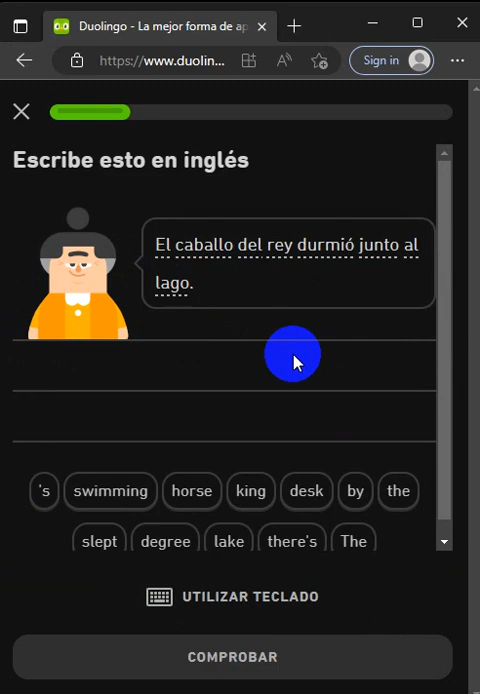 Duolingo - La mejor forma de ap
https://www.duolin...
Sign in
Escribe esto en inglés
El caballo del rey durmió junto al
lago.
's swimming horse king desk by the
slept degree lake there's The
UTILIZAR TECLADO
COMPROBAR